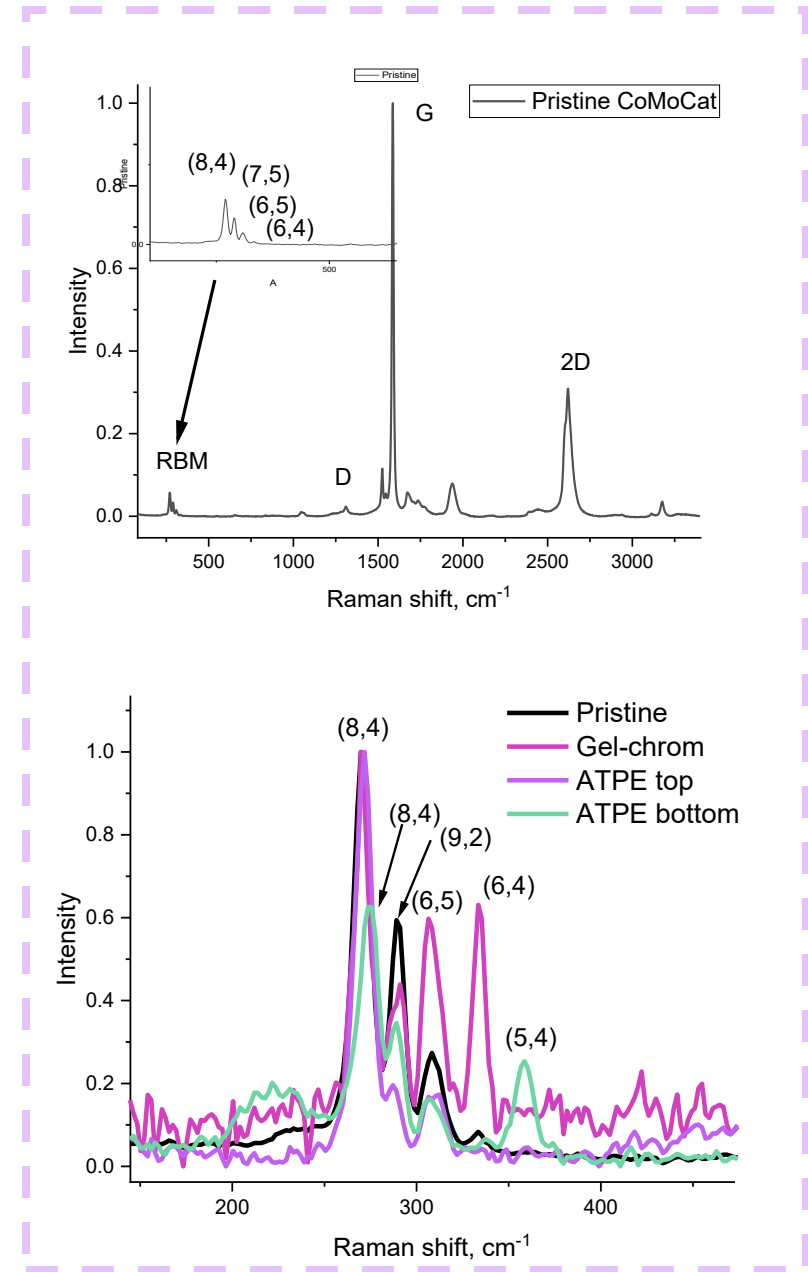 Pristine
Pristine CoMoCat
G
1.0
0.8
0.6
0.4
0.2
0.0
Intensity
Pristine
(8,4)
(7,5)
(6,5)
(6,4)
0.0
500
A
RBM
D
2D
500 1000 1500 2000 2500 3000
Raman shift, cm-1
Pristine
Gel-chrom
ATPE top
ATPE bottom
(8,4)
(8,4)
(9,2)
(6,5)
(6,4)
(5,4)
1.0
0.8
0.6
0.4
0.2
0.0
Intensity
200 300 400
Raman shift, cm-1